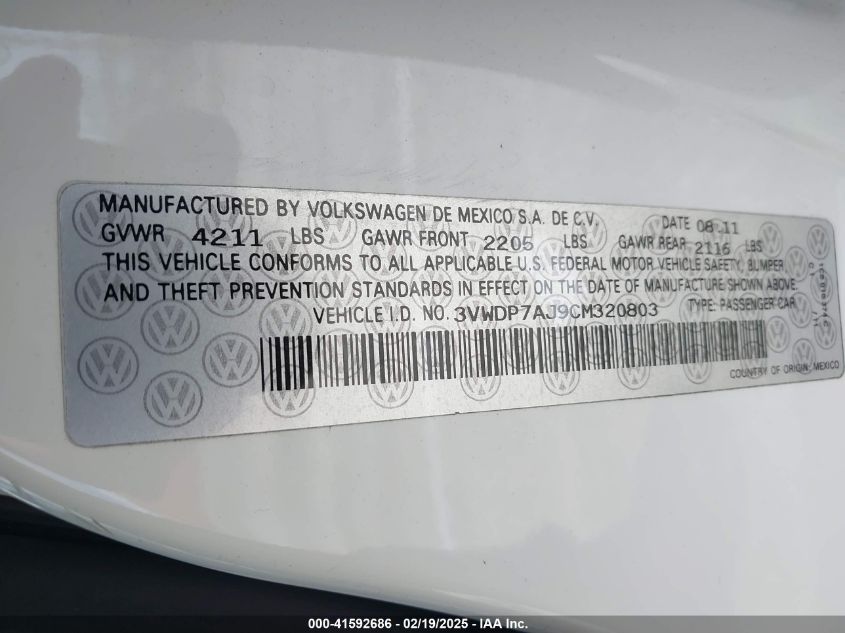 MANUFACTURED BY VOLKSWAGEN DE MEXICO S.A. DE C.V. DATE 08.11
GVWR 4211 LBS GAWR FRONT 2205 LBS GAWR REAR 2116 LBS
THIS VEHICLE CONFORMS TO ALL APPLICABLE U.S. FEDERAL MOTOR VEHICLE SAFETY, BUMPER
AND THEFT PREVENTION STANDARDS IN EFFECT ON THE DATE OF MANUFACTURE SHOWN ABOVE.
VEHICLE I.D. NO. 3VWDP7AJ9CM320803 TYPE: PASSENGER CAR
COUNTRY OF ORIGIN: MEXICO
000-41592686 - 02/19/2025 - IAA Inc.